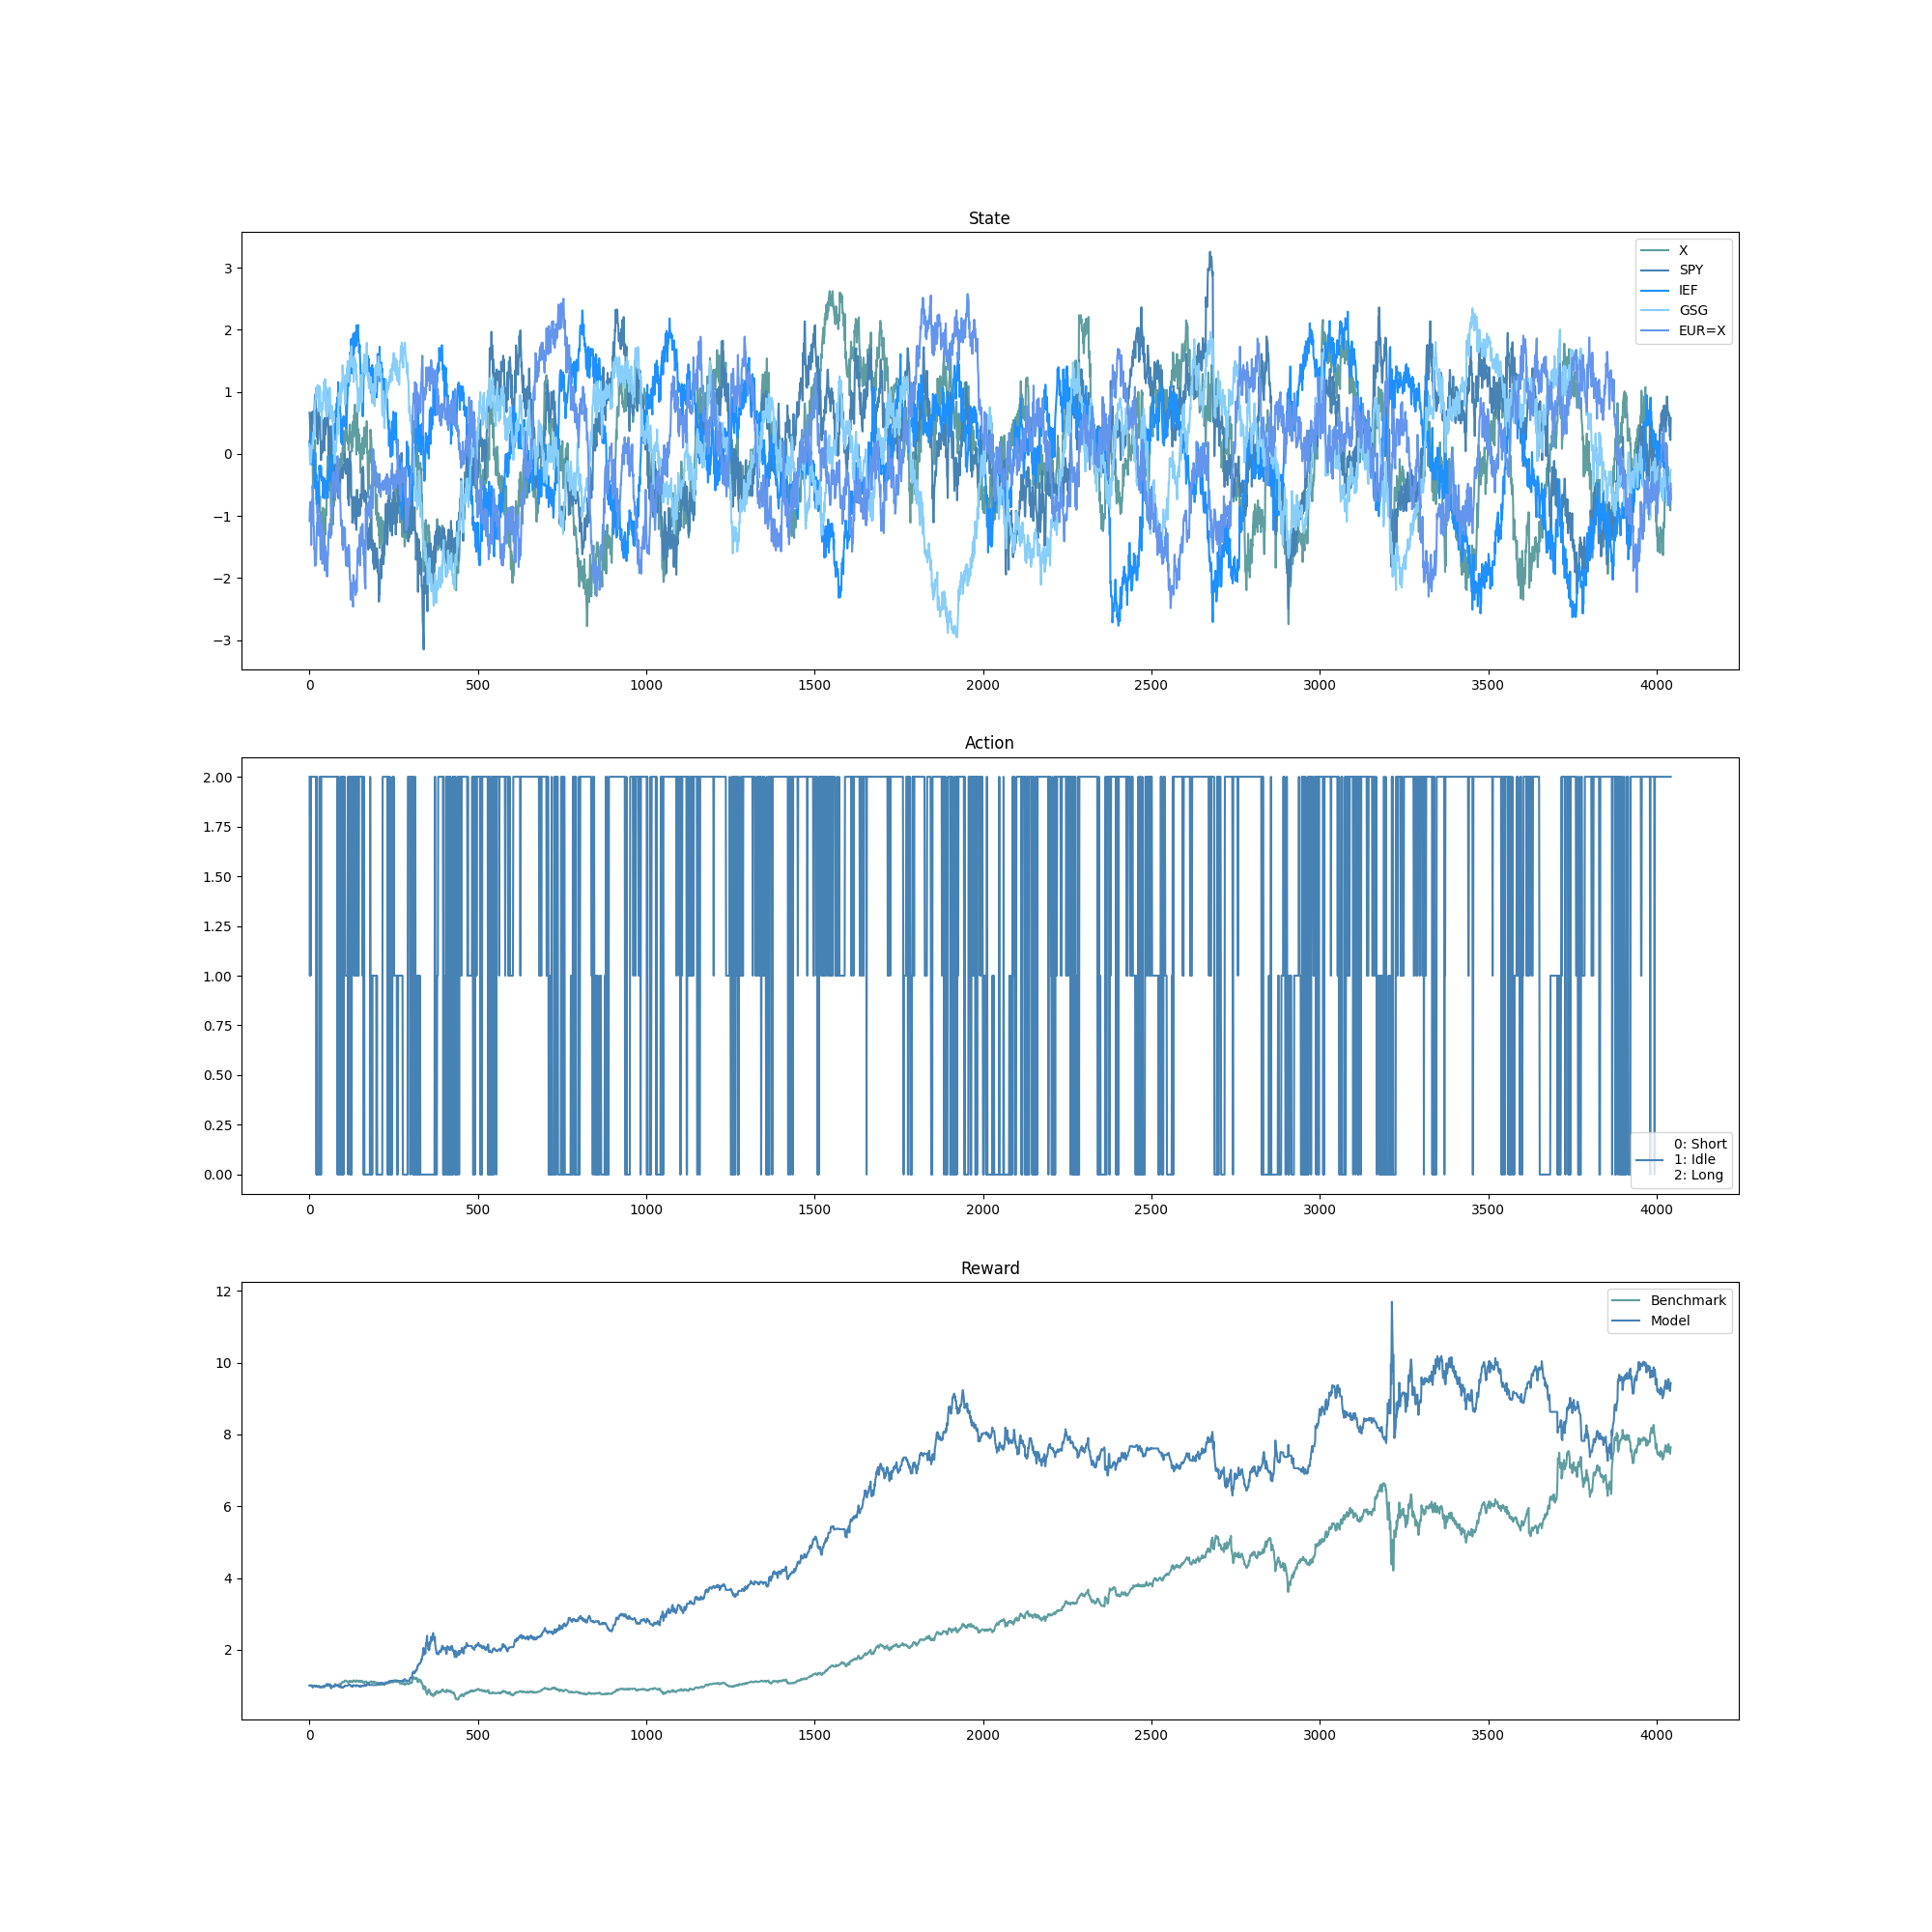 State
3
2
1
0
−1
−2
−3
X
SPY
IEF
GSG
EUR=X
0 500 1000 1500 2000 2500 3000 3500 4000
Action
2.00
1.75
1.50
1.25
1.00
0.75
0.50
0.25
0.00
0: Short
1: Idle
2: Long
0 500 1000 1500 2000 2500 3000 3500 4000
Reward
12
10
8
6
4
2
Benchmark
Model
0 500 1000 1500 2000 2500 3000 3500 4000